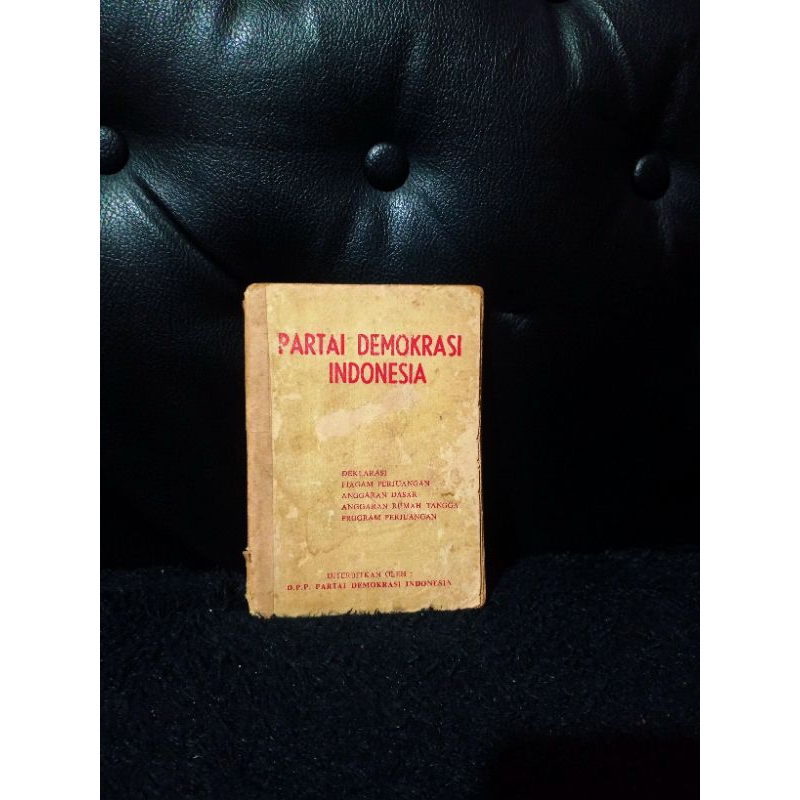 PARTAI DEMOKRASI
INDONESIA
DEKLARASI
PIAGAM PERJUANGAN
ANGGARAN DASAR
ANGGARAN RUMAH TANGGA
PROGRAM PERJUANGAN
DITERBITKAN OLEH :
D.P.P. PARTAI DEMOKRASI INDONESIA